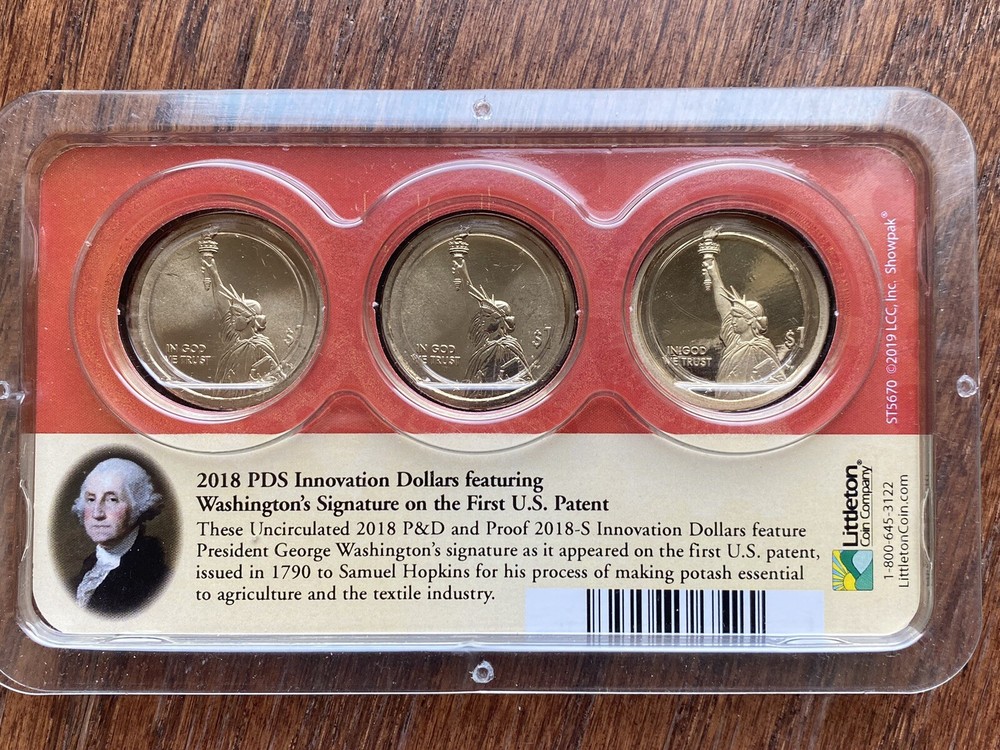 IN GOD
WE TRUST
$1
IN GOD
WE TRUST
$1
IN GOD
WE TRUST
$1
ST5670 ©2019 LCC, Inc. Showpak®
2018 PDS Innovation Dollars featuring
Washington's Signature on the First U.S. Patent
These Uncirculated 2018 P&D and Proof 2018-S Innovation Dollars feature
President George Washington's signature as it appeared on the first U.S. patent,
issued in 1790 to Samuel Hopkins for his process of making potash essential
to agriculture and the textile industry.
Littleton®
Coin Company
1-800-645-3122
LittletonCoin.com